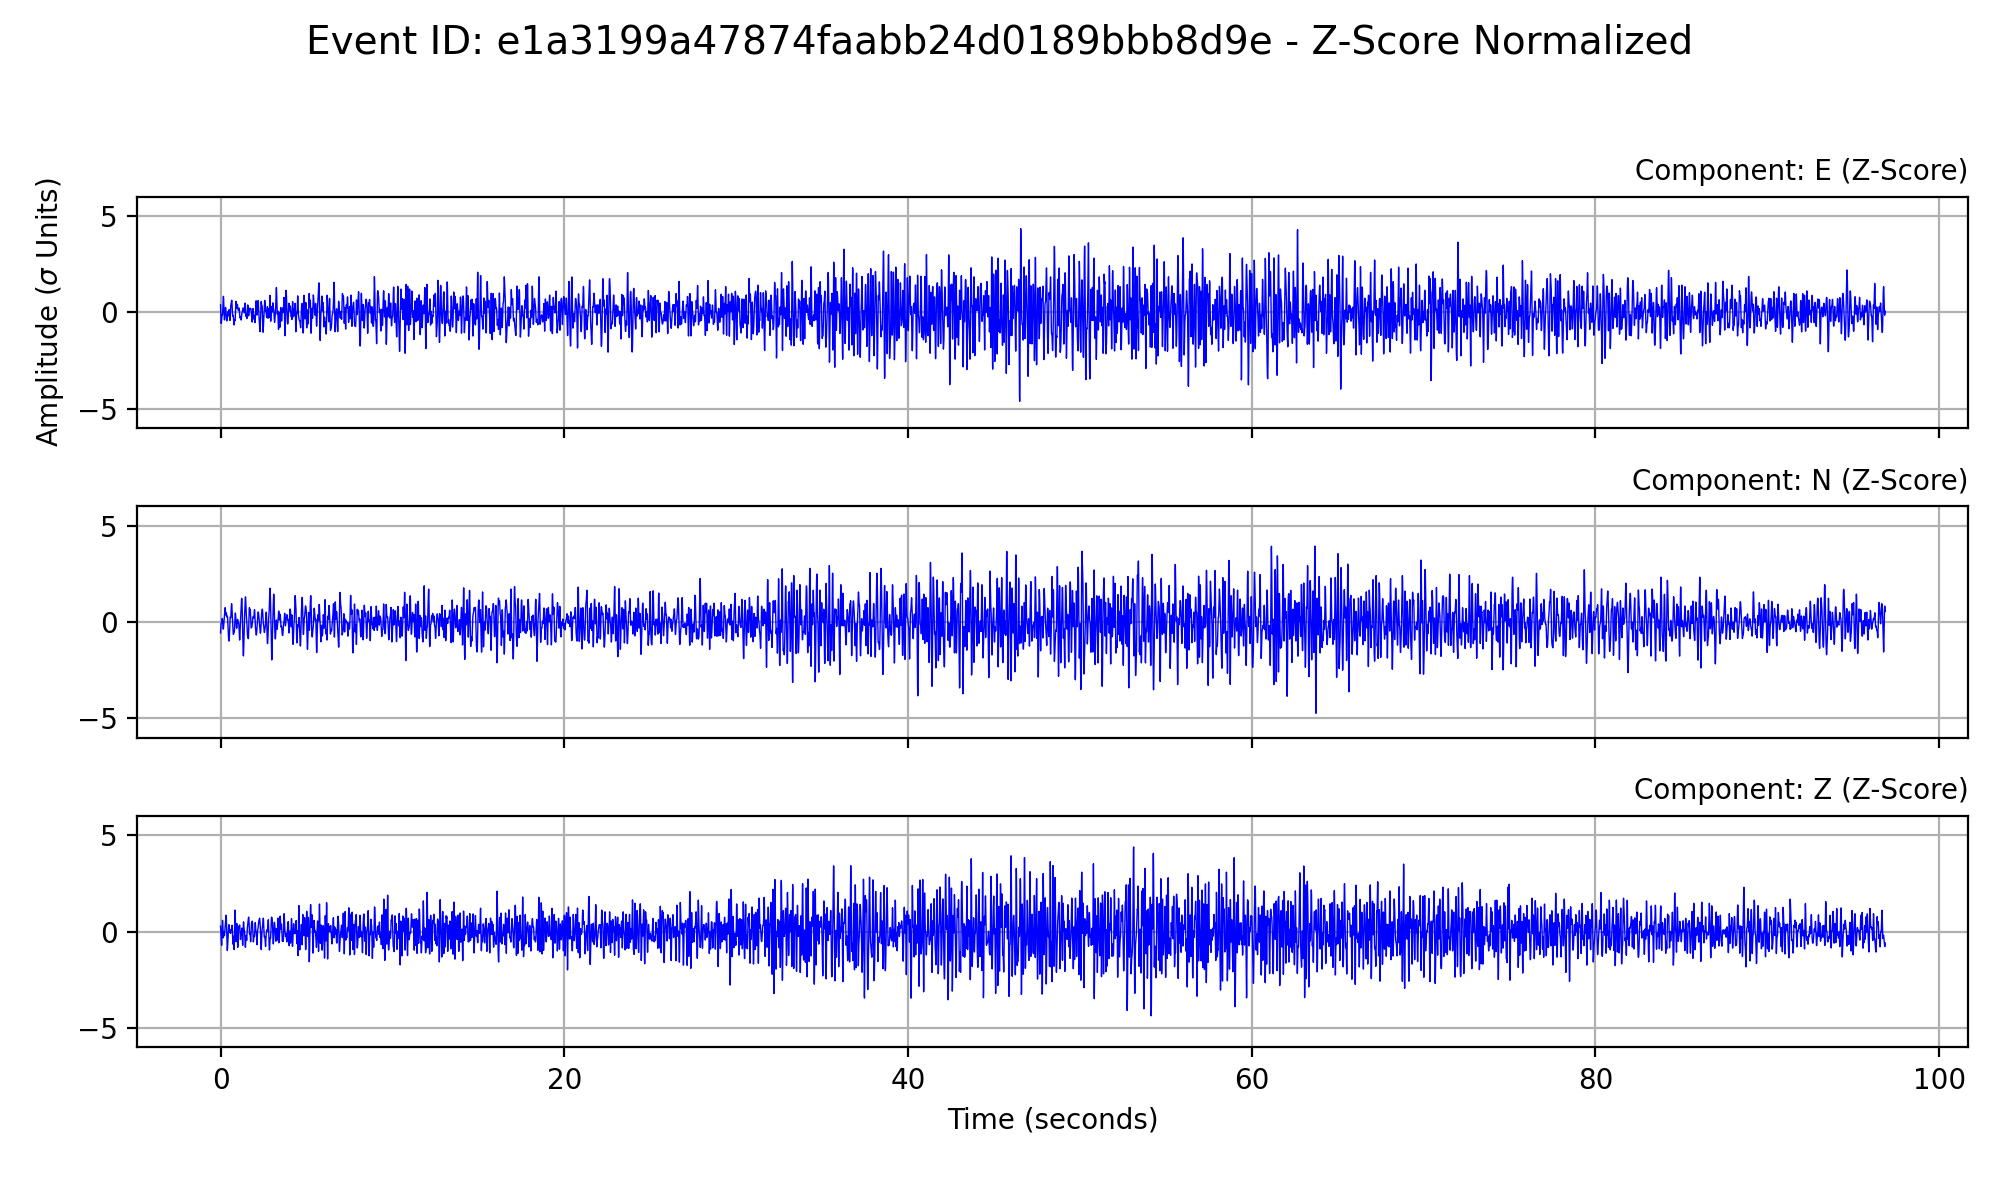 Event ID: e1a3199a47874faabb24d0189bbb8d9e - Z-Score Normalized
Component: E (Z-Score)
Amplitude (σ Units)
5
0
−5
Component: N (Z-Score)
5
0
−5
Component: Z (Z-Score)
5
0
−5
0 20 40 60 80 100
Time (seconds)